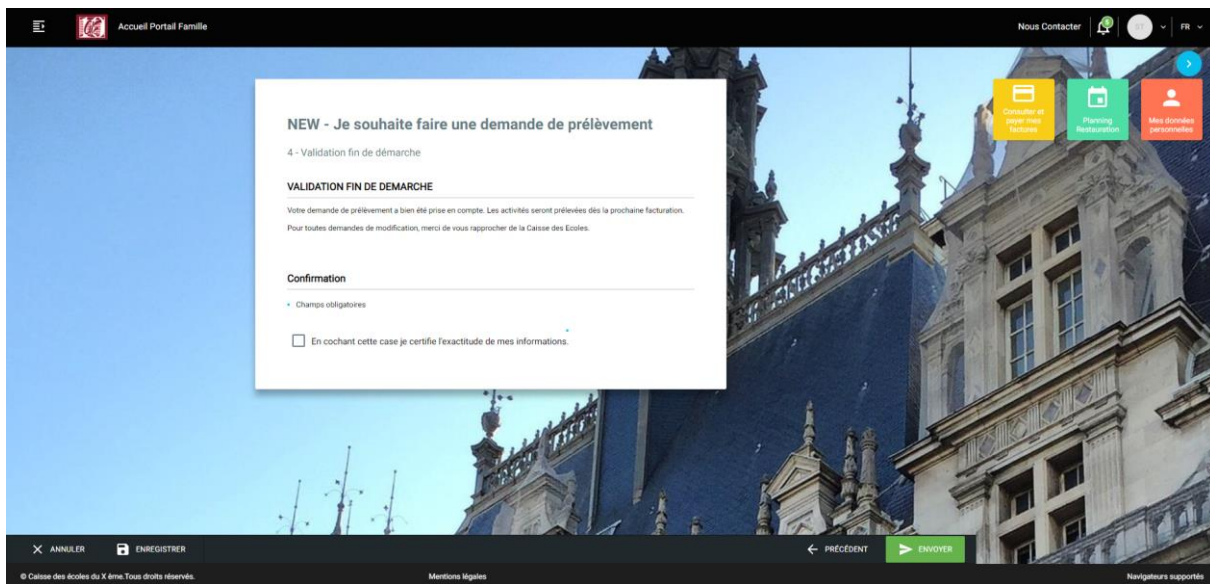 Accueil Portail Famille
Nous Contacter
5
ST
FR
Consulter et
payer mes
factures
Planning
Restauration
Mes données
personnelles
NEW - Je souhaite faire une demande de prélèvement
4 - Validation fin de démarche
VALIDATION FIN DE DEMARCHE
Votre demande de prélèvement a bien été prise en compte. Les activités seront prélevées dès la prochaine facturation.
Pour toutes demandes de modification, merci de vous rapprocher de la Caisse des Ecoles.
Confirmation
Champs obligatoires
En cochant cette case je certifie l'exactitude de mes informations.
ANNULER
ENREGISTRER
PRÉCÉDENT
ENVOYER
© Caisse des écoles du X ème.Tous droits réservés.
Mentions légales
Navigateurs supportés